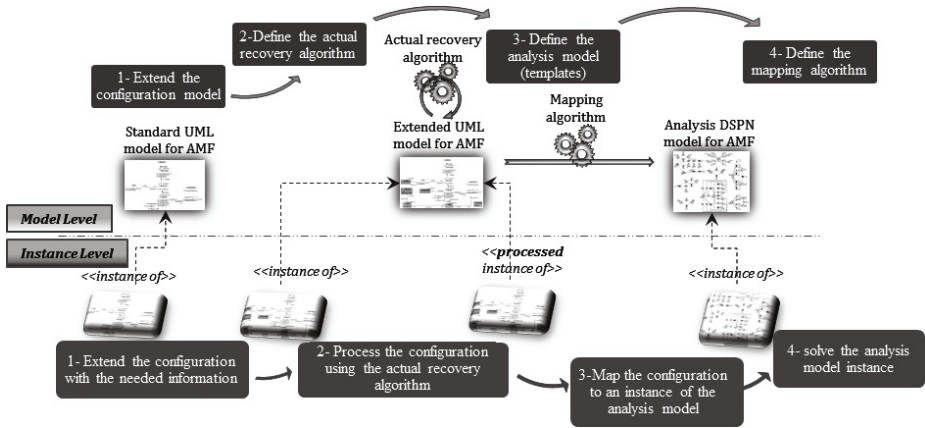 1- Extend the
configuration model
2-Define the actual
recovery algorithm
Actual recovery
algorithm
3- Define the
analysis model
(templates)
4- Define the
mapping algorithm
Standard UML
model for AMF
Extended UML
model for AMF
Mapping
algorithm
Analysis DSPN
model for AMF
Model Level
Instance Level
<<instance of>>
<<instance of>>
<<processed
instance of>>
<<instance of>>
1- Extend the configuration
with the needed information
2- Process the configuration
using the actual recovery
algorithm
3-Map the configuration
to an instance of the
analysis model
4- solve the analysis
model instance